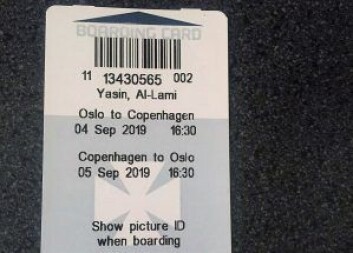 BOARDING CARD
11 13430565 002
Yasin, Al-Lami
Oslo to Copenhagen
04 Sep 2019 16:30
Copenhagen to Oslo
05 Sep 2019 16:30
Show picture ID
when boarding